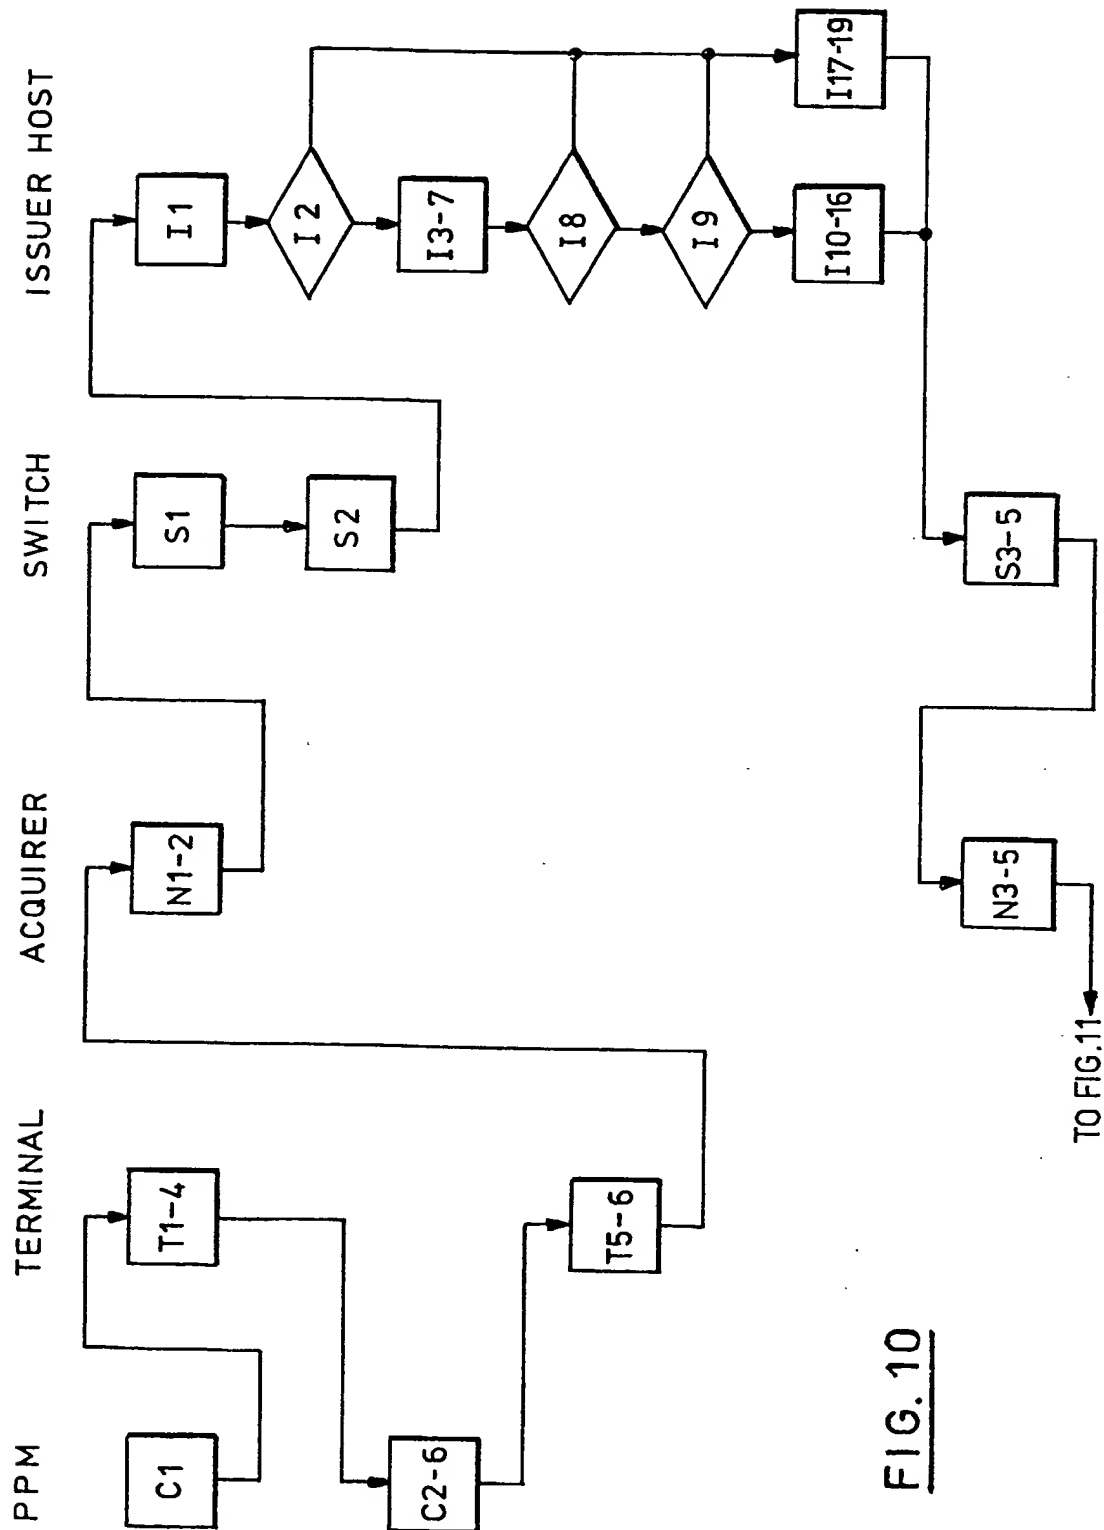 PPM
TERMINAL
ACQUIRER
SWITCH
ISSUER HOST
C1
T1-4
N1-2
S1
I1
S2
I2
C2-6
I3-7
T5-6
I8
I9
I10-16
I17-19
N3-5
S3-5
TO FIG.11
FIG. 10